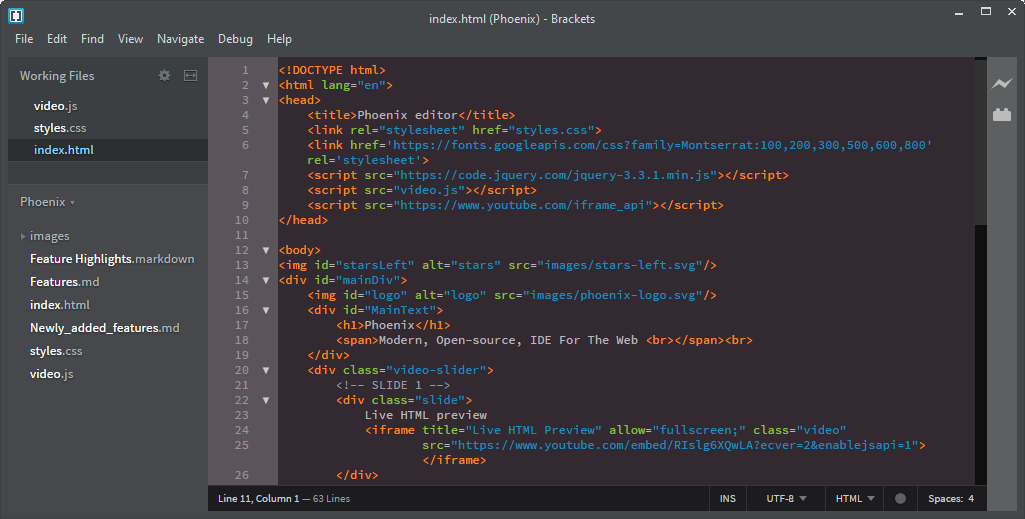 index.html (Phoenix) - Brackets
File Edit Find View Navigate Debug Help
Working Files
video.js
styles.css
index.html
Phoenix
images
Feature Highlights.markdown
Features.md
index.html
Newly_added_features.md
styles.css
video.js
1 <!DOCTYPE html>
2 <html lang="en">
3 <head>
4 <title>Phoenix editor</title>
5 <link rel="stylesheet" href="styles.css">
6 <link href='https://fonts.googleapis.com/css?family=Montserrat:100,200,300,500,600,800'
rel='stylesheet'>
7 <script src="https://code.jquery.com/jquery-3.3.1.min.js"></script>
8 <script src="video.js"></script>
9 <script src="https://www.youtube.com/iframe_api"></script>
10 </head>
11
12 <body>
13 <img id="starsLeft" alt="stars" src="images/stars-left.svg"/>
14 <div id="mainDiv">
15 <img id="logo" alt="logo" src="images/phoenix-logo.svg"/>
16 <div id="MainText">
17 <h1>Phoenix</h1>
18 <span>Modern, Open-source, IDE For The Web <br></span><br>
19 </div>
20 <div class="video-slider">
21 <!-- SLIDE 1 -->
22 <div class="slide">
23 Live HTML preview
24 <iframe title="Live HTML Preview" allow="fullscreen;" class="video"
25 src="https://www.youtube.com/embed/RIslg6XQwLA?ecver=2&enablejsapi=1">
</iframe>
26 </div>
Line 11, Column 1 — 63 Lines INS UTF-8 HTML Spaces: 4